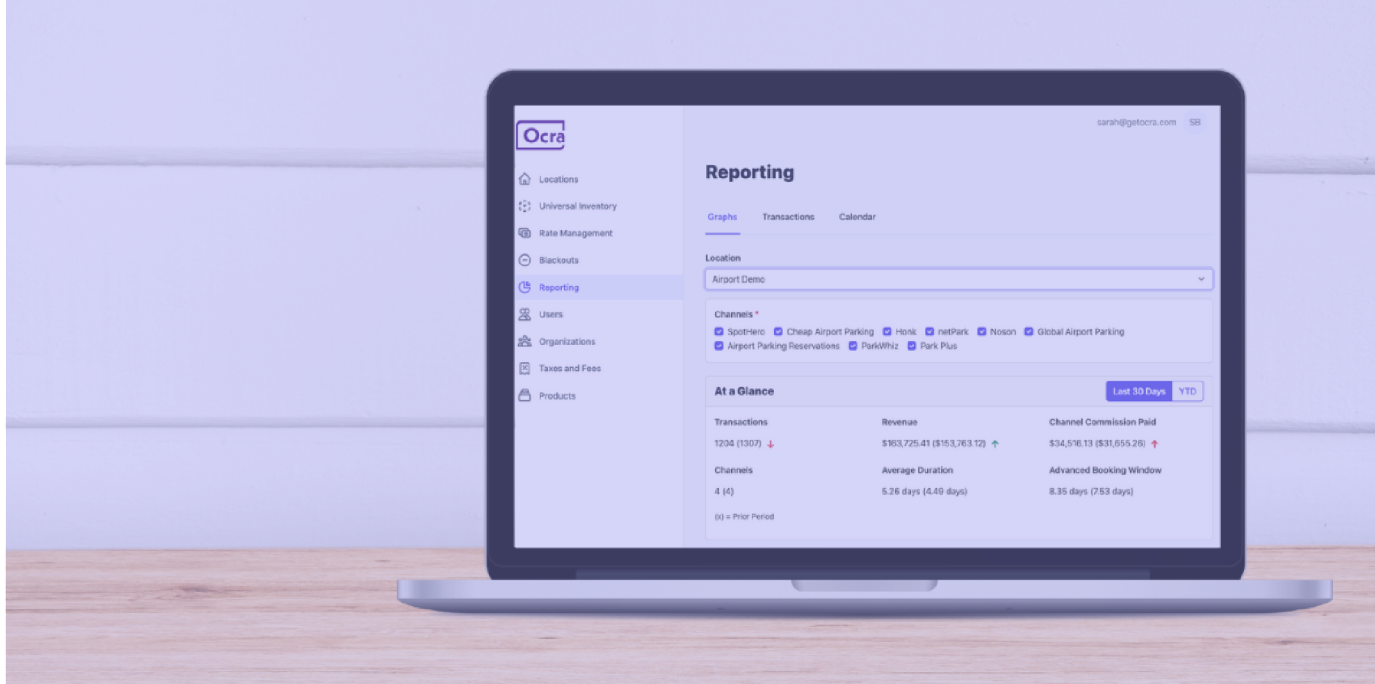 Ocra
sarah@getocra.com SB
Locations
Universal Inventory
Rate Management
Blackouts
Reporting
Users
Organizations
Taxes and Fees
Products
Reporting
Graphs Transactions Calendar
Location
Airport Demo
Channels *
SpotHero Cheap Airport Parking Honk netPark Noson Global Airport Parking
Airport Parking Reservations ParkWhiz Park Plus
At a Glance Last 30 Days YTD
Transactions Revenue Channel Commission Paid
1204 (1307) ↓ $163,725.41 ($153,763.12) ↑ $34,516.13 ($31,655.26) ↑
Channels Average Duration Advanced Booking Window
4 (4) 5.26 days (4.49 days) 8.35 days (7.53 days)
(x) = Prior Period